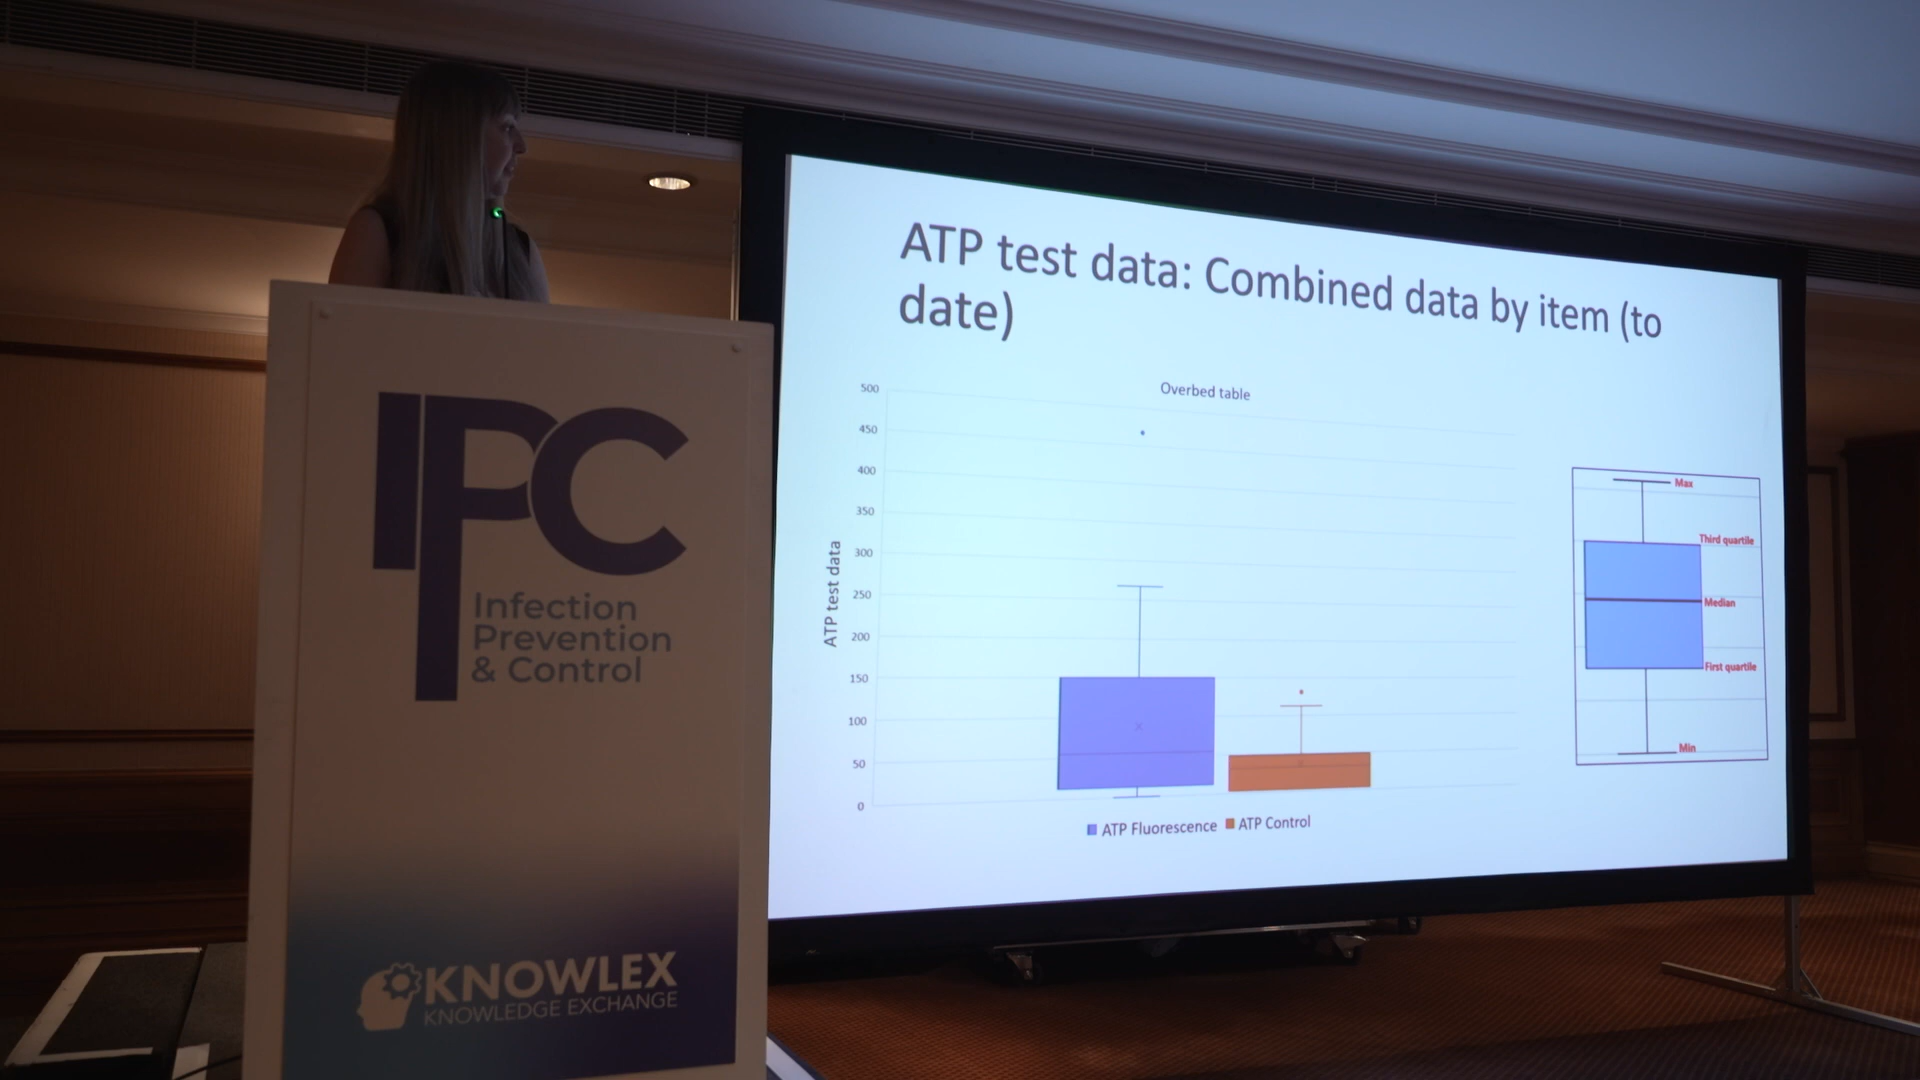 IPC
Infection
Prevention
& Control
KNOWLEX
KNOWLEDGE EXCHANGE
ATP test data: Combined data by item (to
date)
Overbed table
500
450
400
350
300
250
200
150
100
50
0
ATP test data
ATP Fluorescence
ATP Control
Max
Third quartile
Median
First quartile
Min